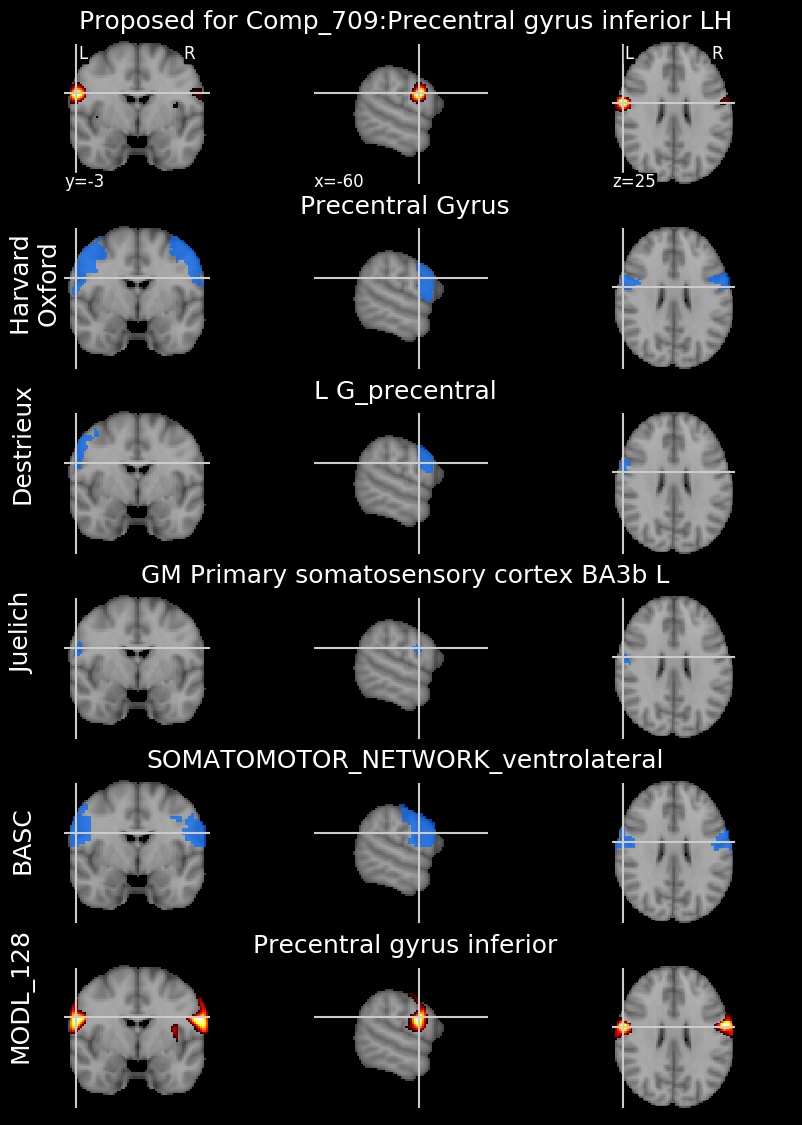 Proposed for Comp_709:Precentral gyrus inferior LH
L R
L R
y=-3
x=-60
z=25
Precentral Gyrus
Harvard
Oxford
L G_precentral
Destrieux
GM Primary somatosensory cortex BA3b L
Juelich
SOMATOMOTOR_NETWORK_ventrolateral
BASC
Precentral gyrus inferior
MODL_128